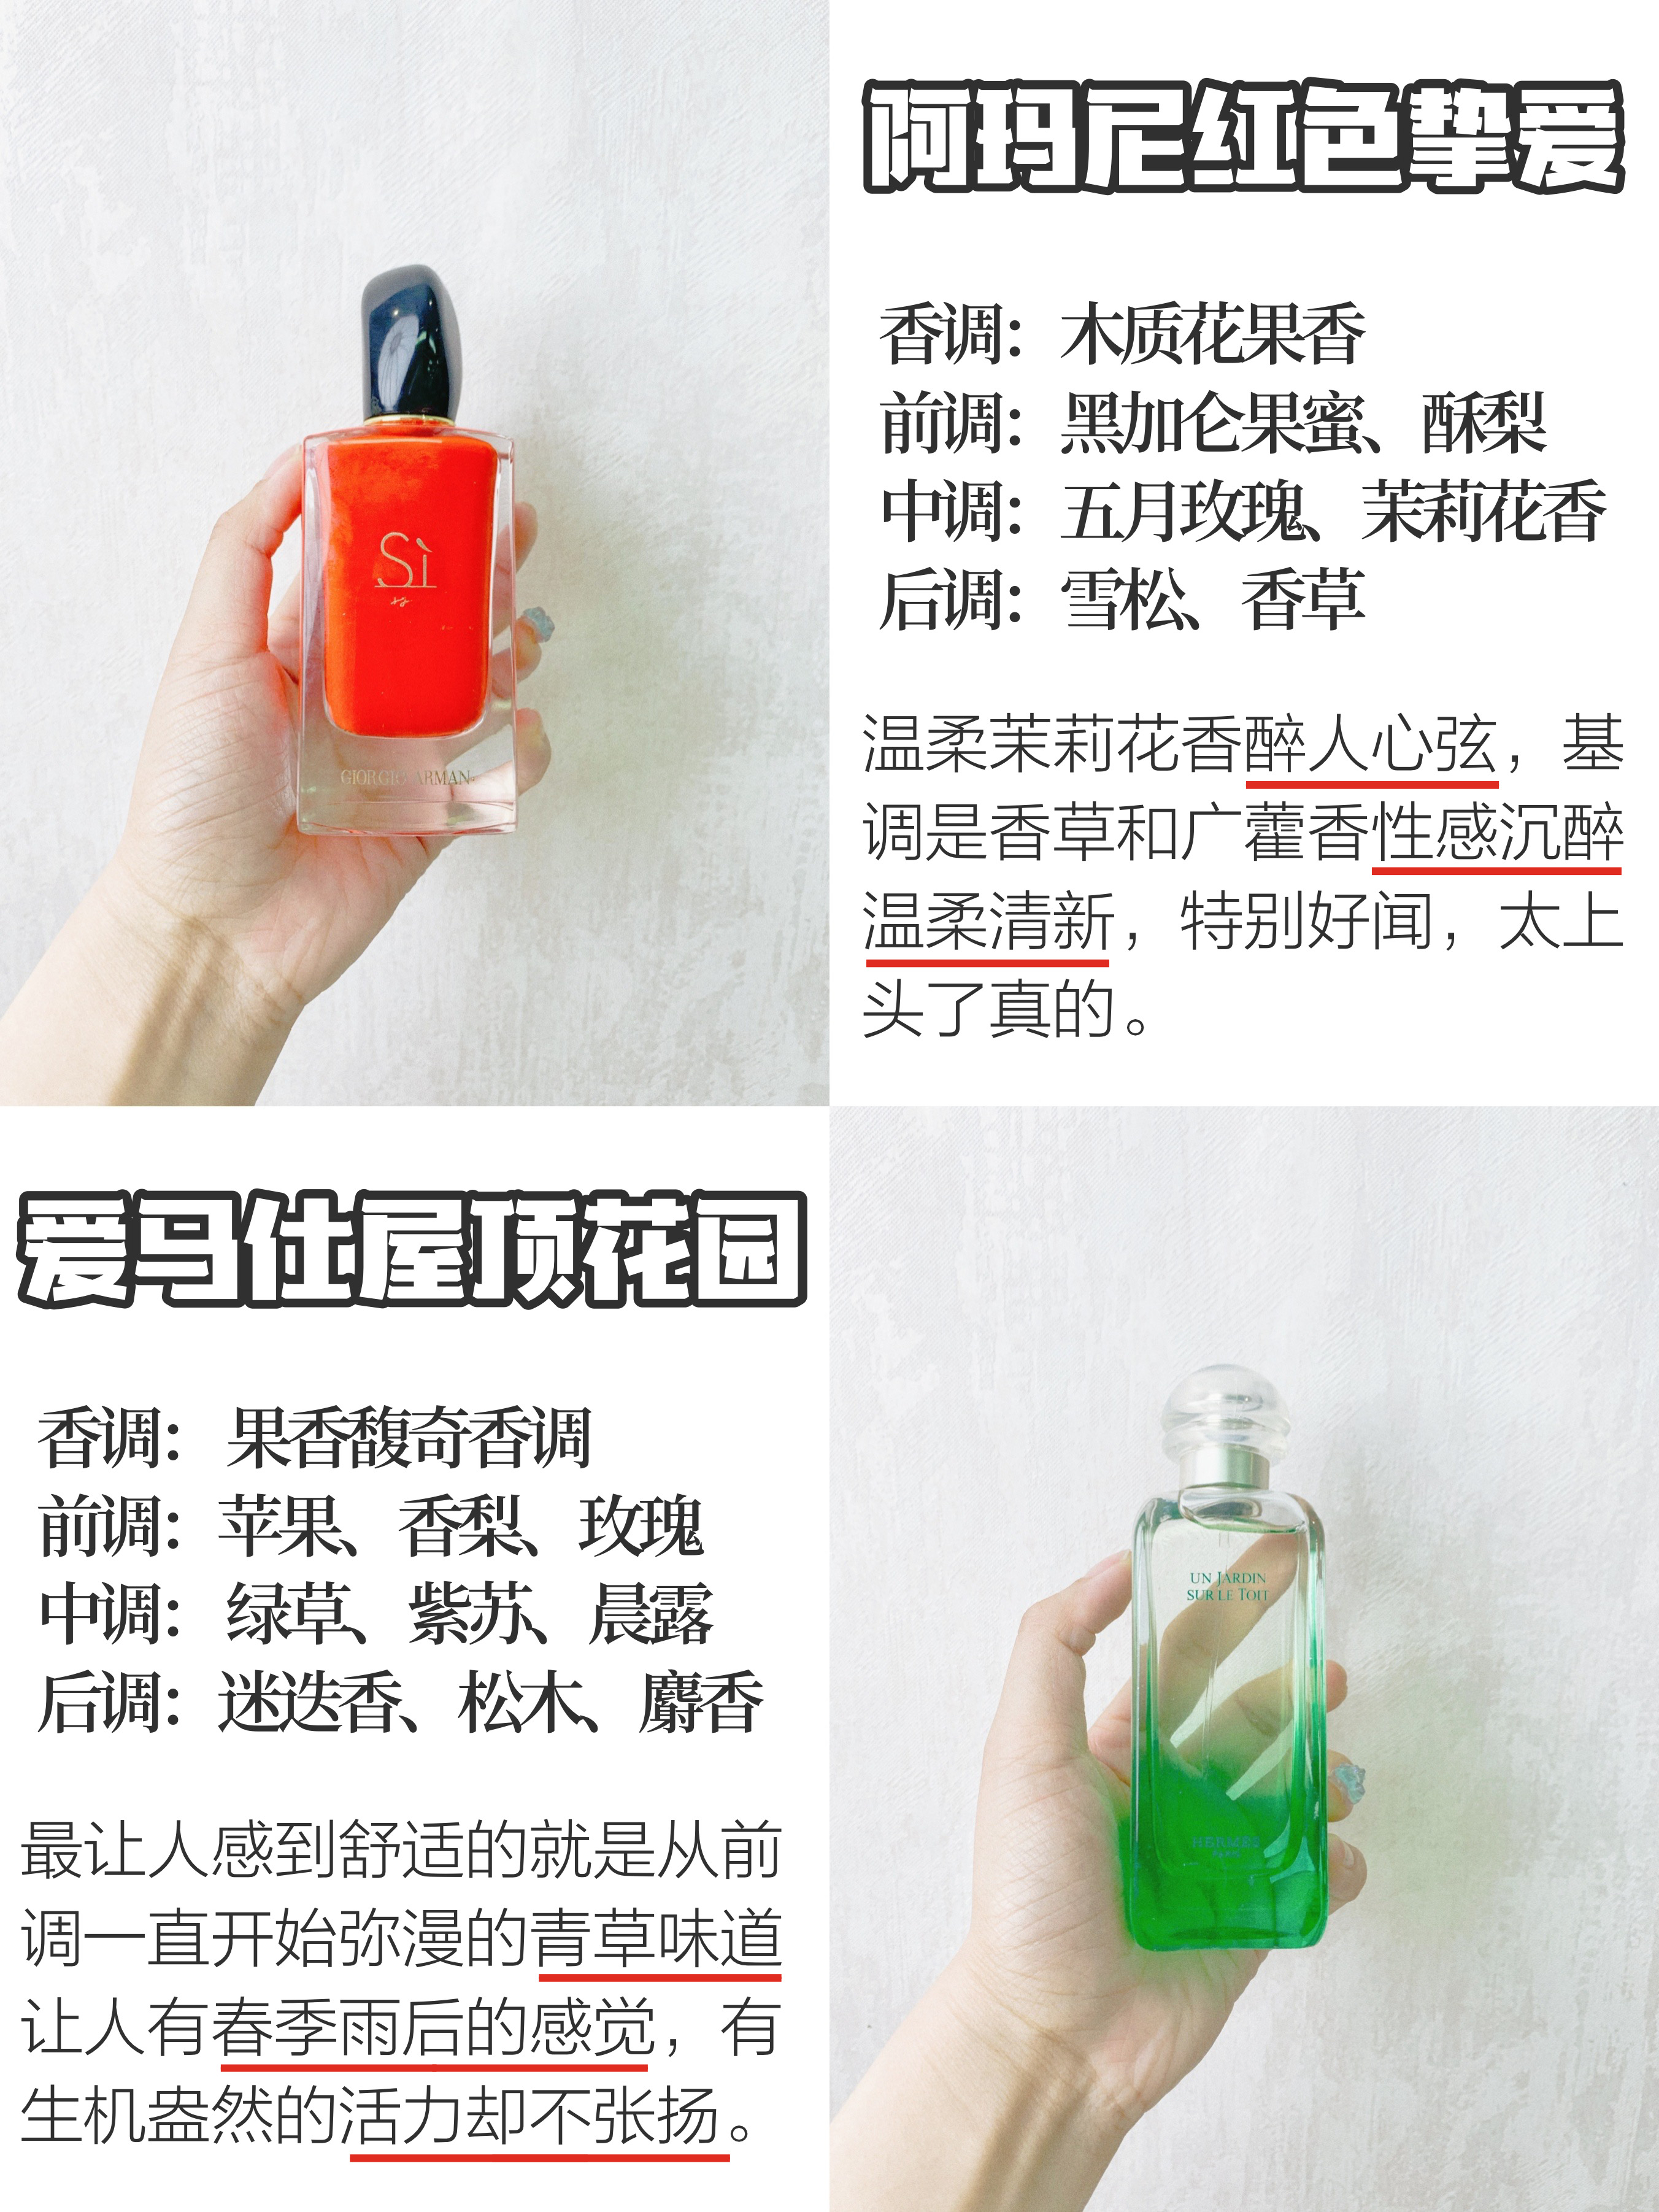 Sì
GIORGIO ARMANI
阿玛尼红色挚爱
香调：木质花果香
前调：黑加仑果蜜、酥梨
中调：五月玫瑰、茉莉花香
后调：雪松、香草
温柔茉莉花香醉人心弦，基
调是香草和广藿香性感沉醉
温柔清新，特别好闻，太上
头了真的。
爱马仕屋顶花园
香调：果香馥奇香调
前调：苹果、香梨、玫瑰
中调：绿草、紫苏、晨露
后调：迷迭香、松木、麝香
最让人感到舒适的就是从前
调一直开始弥漫的青草味道
让人有春季雨后的感觉，有
生机盎然的活力却不张扬。
UN JARDIN
SUR LE TOIT
HERMÈS